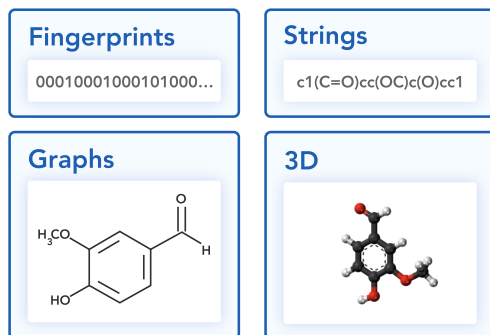 Fingerprints
00010001000101000...
Strings
c1(C=O)cc(OC)c(O)cc1
Graphs
O
H3CO
H
HO
3D